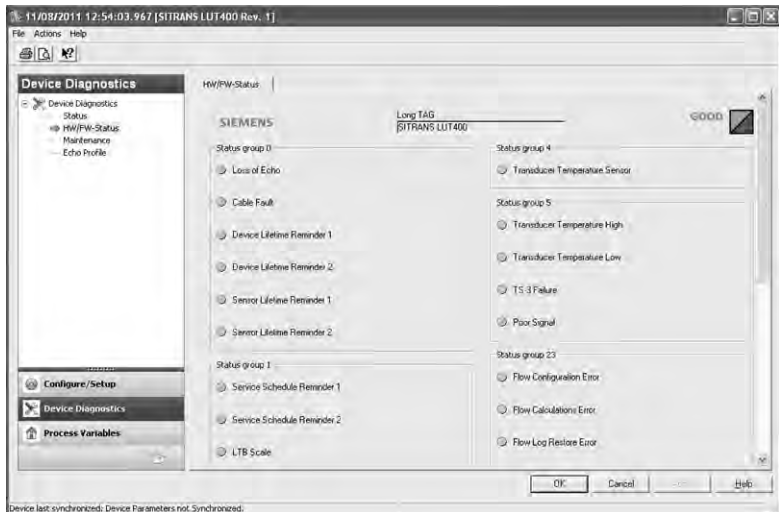 11/08/2011 12:54:03.967 [SITRANS LUT400 Rev. 1]
File Actions Help
Device Diagnostics
HW/FW-Status
Device Diagnostics
Status
HW/FW-Status
Maintenance
Echo Profile
SIEMENS
Long TAG
SITRANS LUT400
GOOD
Status group 0
Loss of Echo
Cable Fault
Device Lifetime Reminder 1
Device Lifetime Reminder 2
Sensor Lifetime Reminder 1
Sensor Lifetime Reminder 2
Status group 1
Service Schedule Reminder 1
Service Schedule Reminder 2
LTB Scale
Status group 4
Transducer Temperature Sensor
Status group 5
Transducer Temperature High
Transducer Temperature Low
TS-3 Failure
Poor Signal
Status group 23
Flow Configuration Error
Flow Calculations Error
Flow Log Restore Error
Configure/Setup
Device Diagnostics
Process Variables
OK Cancel Help
Device last synchronized: Device Parameters not Synchronized.